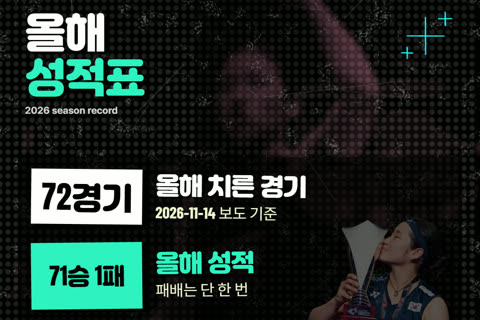 올해
성적표
2026 season record
72경기
올해 치른 경기
2026-11-14 보도 기준
71승 1패
올해 성적
패배는 단 한 번